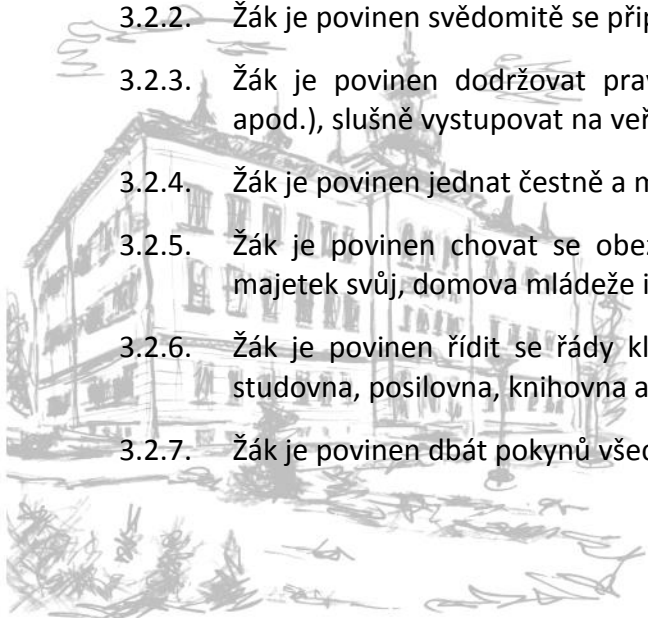 3.2.2. Žák je povinen svědomitě se přip
3.2.3. Žák je povinen dodržovat prav
apod.), slušně vystupovat na veř
3.2.4. Žák je povinen jednat čestně a m
3.2.5. Žák je povinen chovat se obez
majetek svůj, domova mládeže i
3.2.6. Žák je povinen řídit se řády kl
studovna, posilovna, knihovna a
3.2.7. Žák je povinen dbát pokynů všec